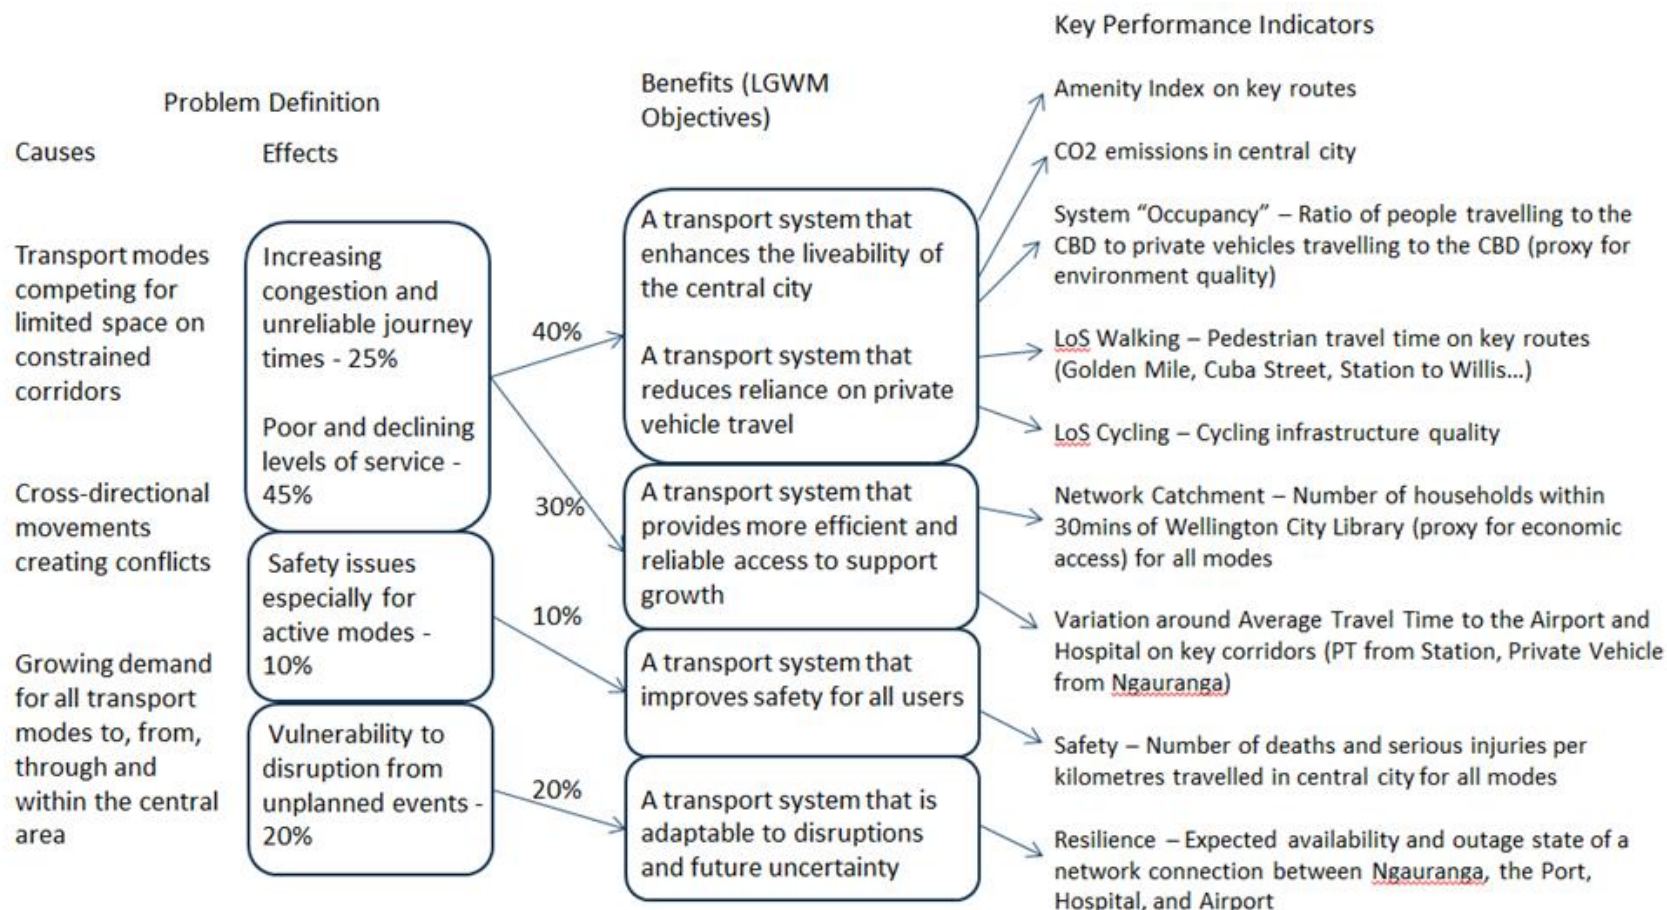 Key Performance Indicators
Problem Definition
Causes
Effects
Benefits (LGWM
Objectives)
Transport modes
competing for
limited space on
constrained
corridors
Cross-directional
movements
creating conflicts
Growing demand
for all transport
modes to, from,
through and
within the central
area
Increasing
congestion and
unreliable journey
times - 25%
Poor and declining
levels of service -
45%
Safety issues
especially for
active modes -
10%
Vulnerability to
disruption from
unplanned events -
20%
40%
30%
10%
20%
A transport system that
enhances the liveability of
the central city
A transport system that
reduces reliance on private
vehicle travel
A transport system that
provides more efficient and
reliable access to support
growth
A transport system that
improves safety for all users
A transport system that is
adaptable to disruptions
and future uncertainty
Amenity Index on key routes
CO2 emissions in central city
System “Occupancy” – Ratio of people travelling to the
CBD to private vehicles travelling to the CBD (proxy for
environment quality)
LoS Walking – Pedestrian travel time on key routes
(Golden Mile, Cuba Street, Station to Willis...)
LoS Cycling – Cycling infrastructure quality
Network Catchment – Number of households within
30mins of Wellington City Library (proxy for economic
access) for all modes
Variation around Average Travel Time to the Airport and
Hospital on key corridors (PT from Station, Private Vehicle
from Ngauranga)
Safety – Number of deaths and serious injuries per
kilometres travelled in central city for all modes
Resilience – Expected availability and outage state of a
network connection between Ngauranga, the Port,
Hospital, and Airport